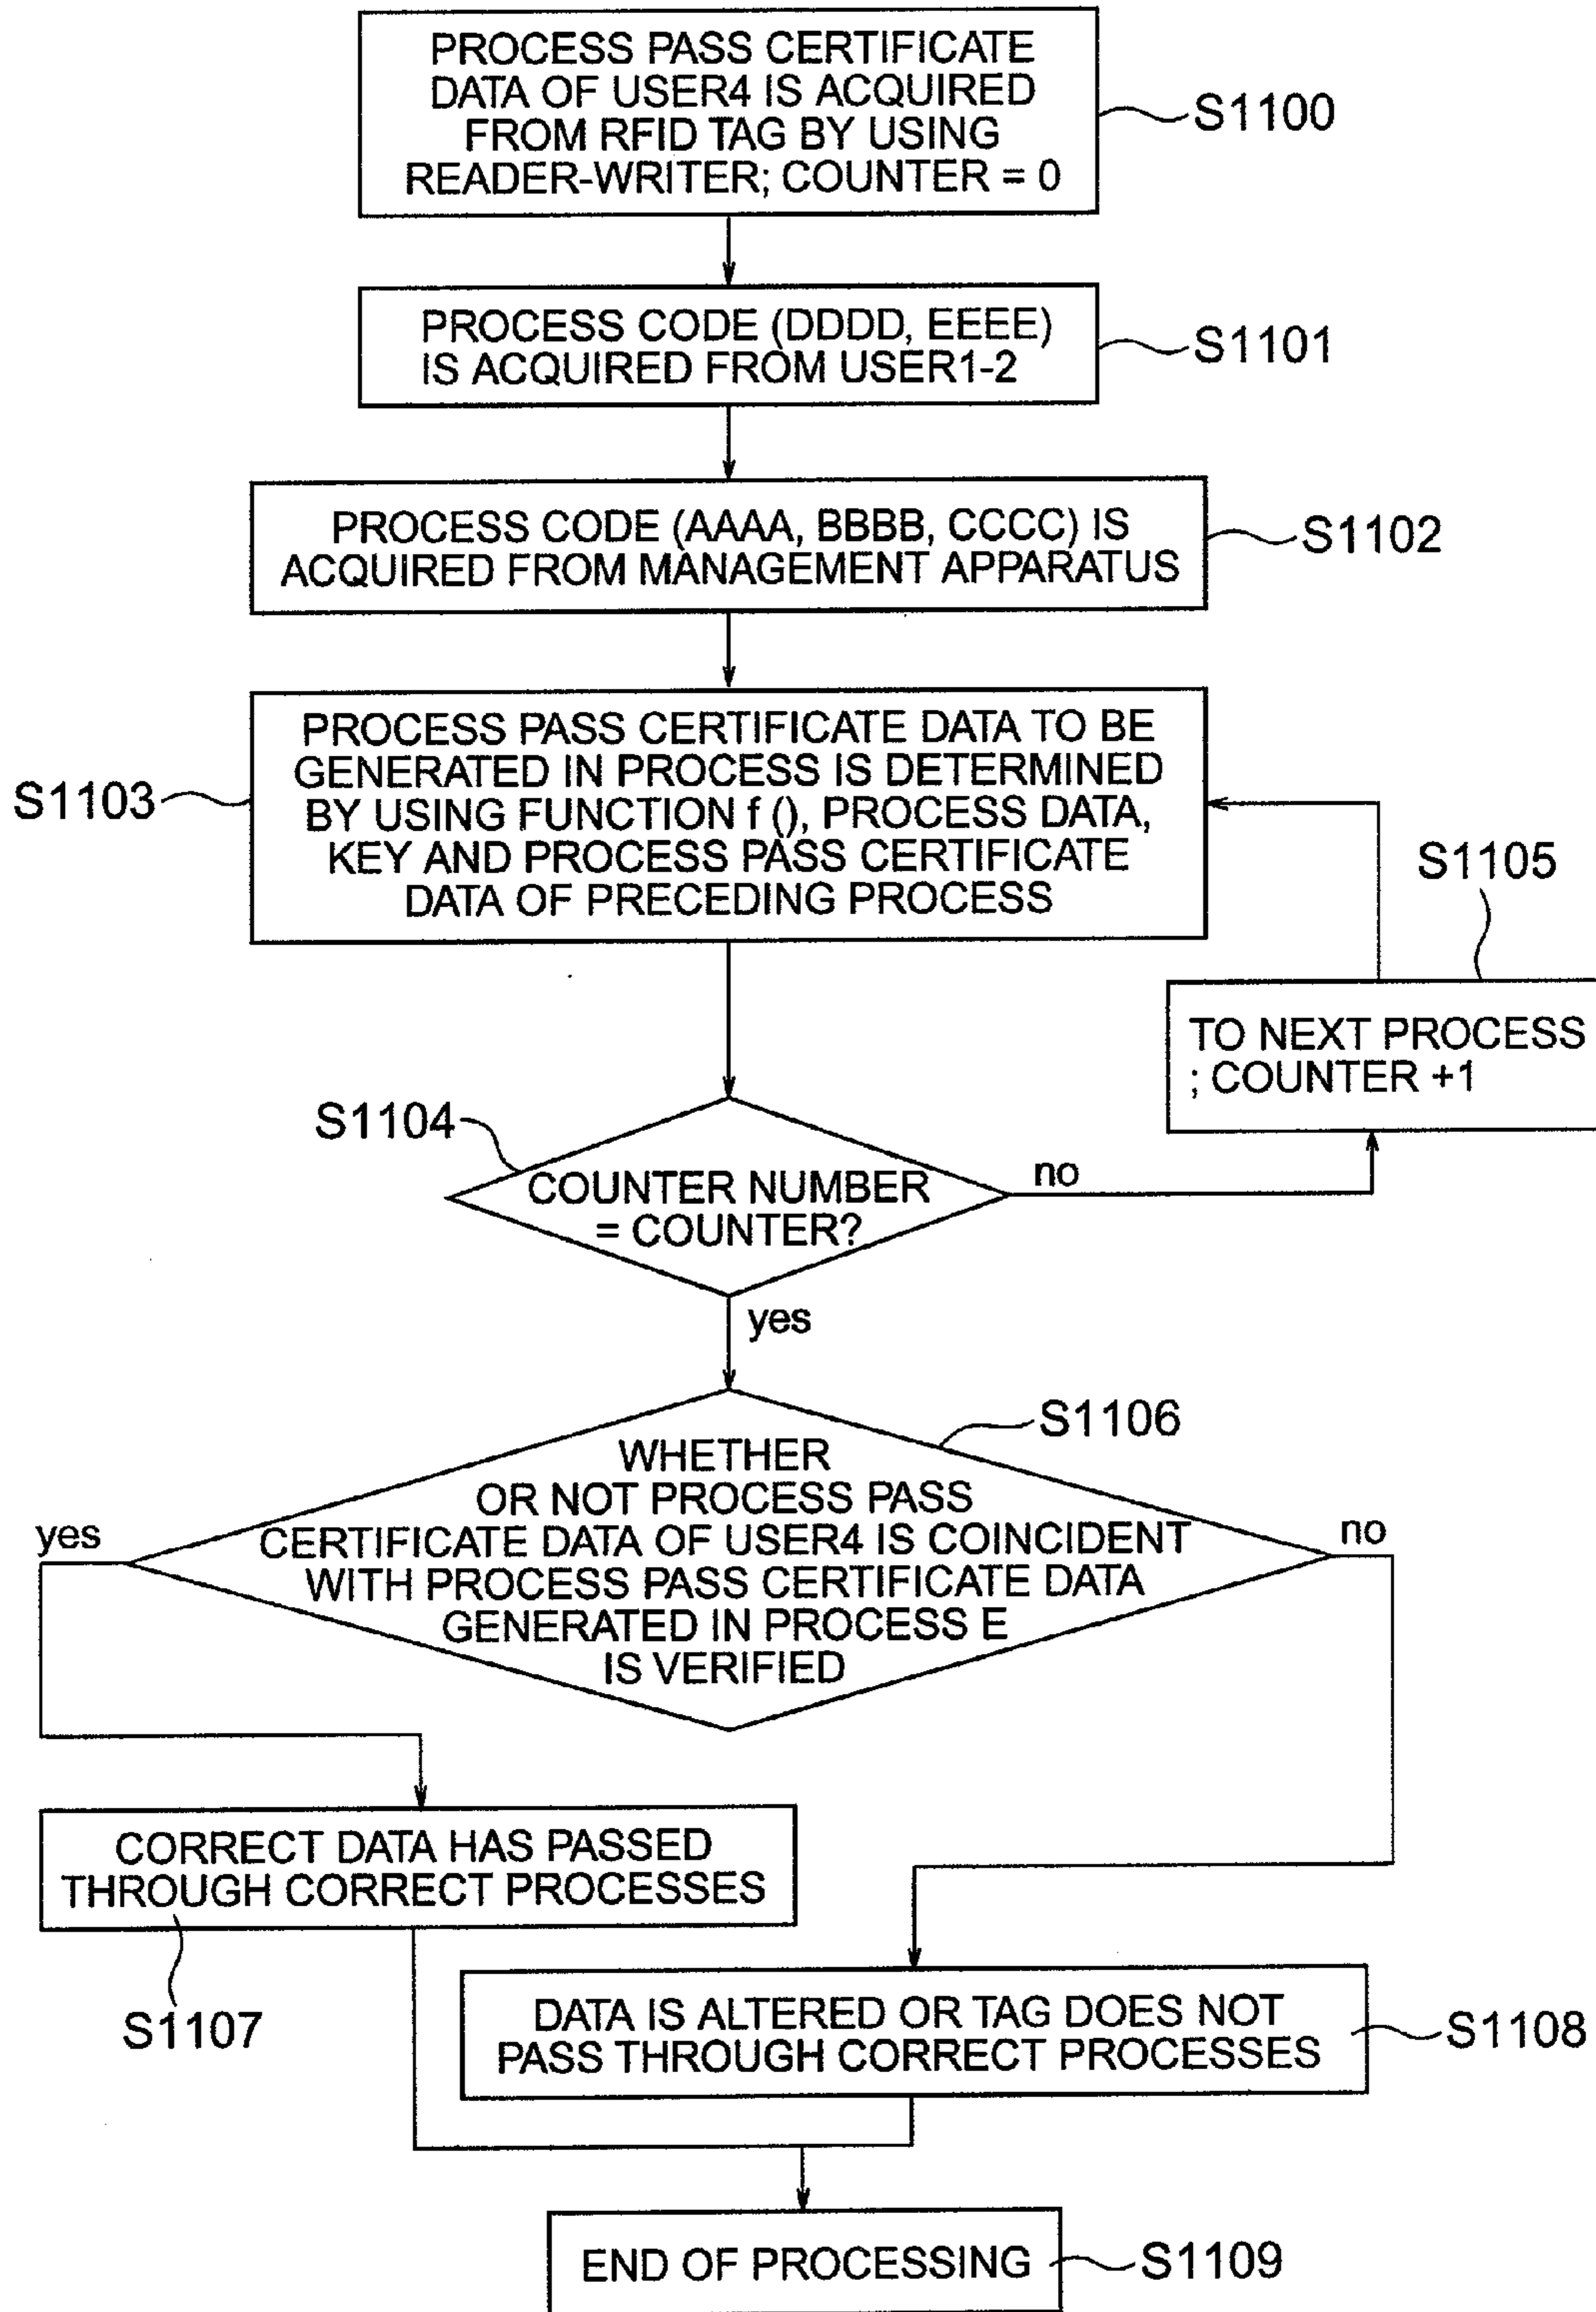 PROCESS PASS CERTIFICATE
DATA OF USER4 IS ACQUIRED
FROM RFID TAG BY USING
READER-WRITER; COUNTER = 0
S1100
PROCESS CODE (DDDD, EEEE)
IS ACQUIRED FROM USER1-2
S1101
PROCESS CODE (AAAA, BBBB, CCCC) IS
ACQUIRED FROM MANAGEMENT APPARATUS
S1102
PROCESS PASS CERTIFICATE DATA TO BE
GENERATED IN PROCESS IS DETERMINED
BY USING FUNCTION f (), PROCESS DATA,
KEY AND PROCESS PASS CERTIFICATE
DATA OF PRECEDING PROCESS
S1103
S1105
TO NEXT PROCESS
; COUNTER +1
S1104
COUNTER NUMBER
= COUNTER?
no
yes
S1106
WHETHER
OR NOT PROCESS PASS
CERTIFICATE DATA OF USER4 IS COINCIDENT
WITH PROCESS PASS CERTIFICATE DATA
GENERATED IN PROCESS E
IS VERIFIED
yes
no
CORRECT DATA HAS PASSED
THROUGH CORRECT PROCESSES
S1107
DATA IS ALTERED OR TAG DOES NOT
PASS THROUGH CORRECT PROCESSES
S1108
END OF PROCESSING
S1109